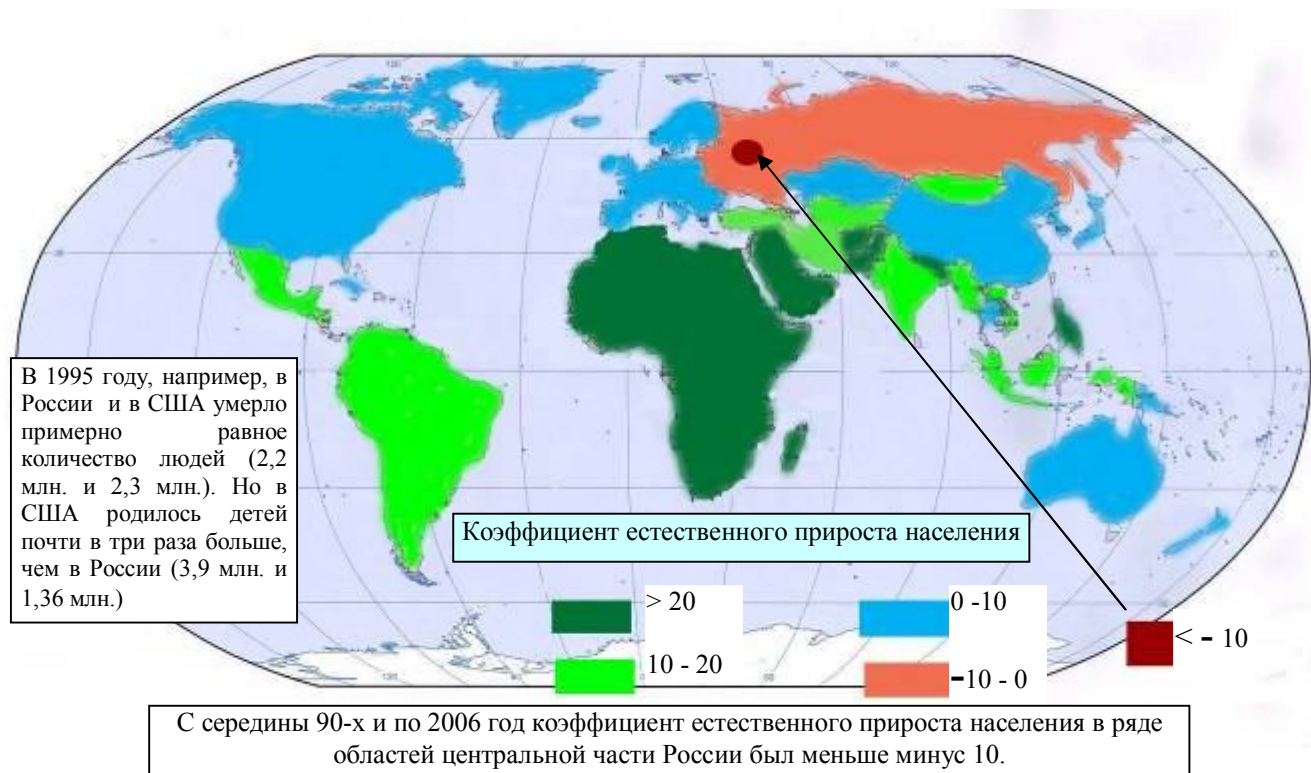 В 1995 году, например, в
России и в США умерло
примерно равное
количество людей (2,2
млн. и 2,3 млн.). Но в
США родилось детей
почти в три раза больше,
чем в России (3,9 млн. и
1,36 млн.)
Коэффициент естественного прироста населения
> 20
0 -10
< - 10
10 - 20
-10 - 0
С середины 90-х и по 2006 год коэффициент естественного прироста населения в ряде
областей центральной части России был меньше минус 10.